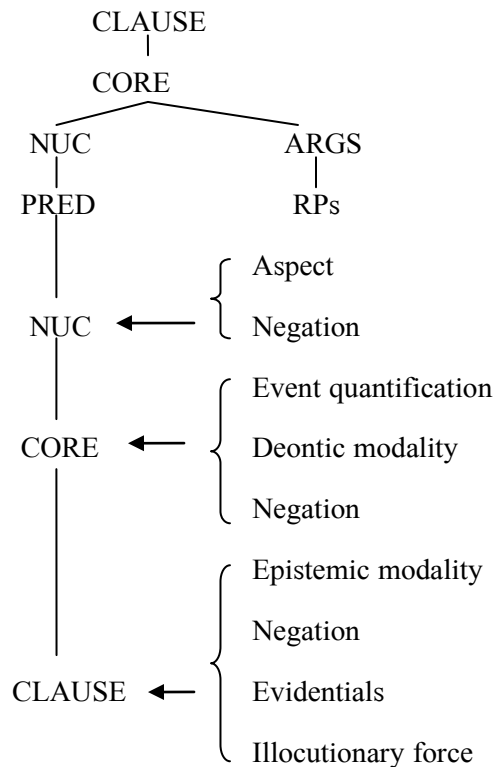 CLAUSE
CORE
NUC ARGS
PRED RPs
Aspect
NUC Negation
Event quantification
CORE Deontic modality
Negation
Epistemic modality
Negation
CLAUSE Evidentials
Illocutionary force